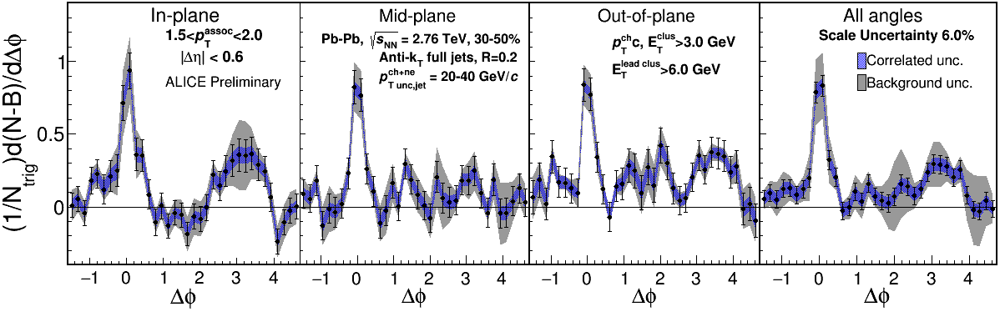 In-plane
1.5<p_T^assoc<2.0
|Δη| < 0.6
ALICE Preliminary
Mid-plane
Pb-Pb, √s_NN = 2.76 TeV, 30-50%
Anti-k_T full jets, R=0.2
p_T unc,jet^ch+ne = 20-40 GeV/c
Out-of-plane
p_T^ch c, E_T^clus>3.0 GeV
E_T^lead clus>6.0 GeV
All angles
Scale Uncertainty 6.0%
Correlated unc.
Background unc.
(1/N_trig)d(N-B)/dΔϕ
1
0.5
0
−1 0 1 2 3 4
−1 0 1 2 3 4
−1 0 1 2 3 4
−1 0 1 2 3 4
Δϕ
Δϕ
Δϕ
Δϕ